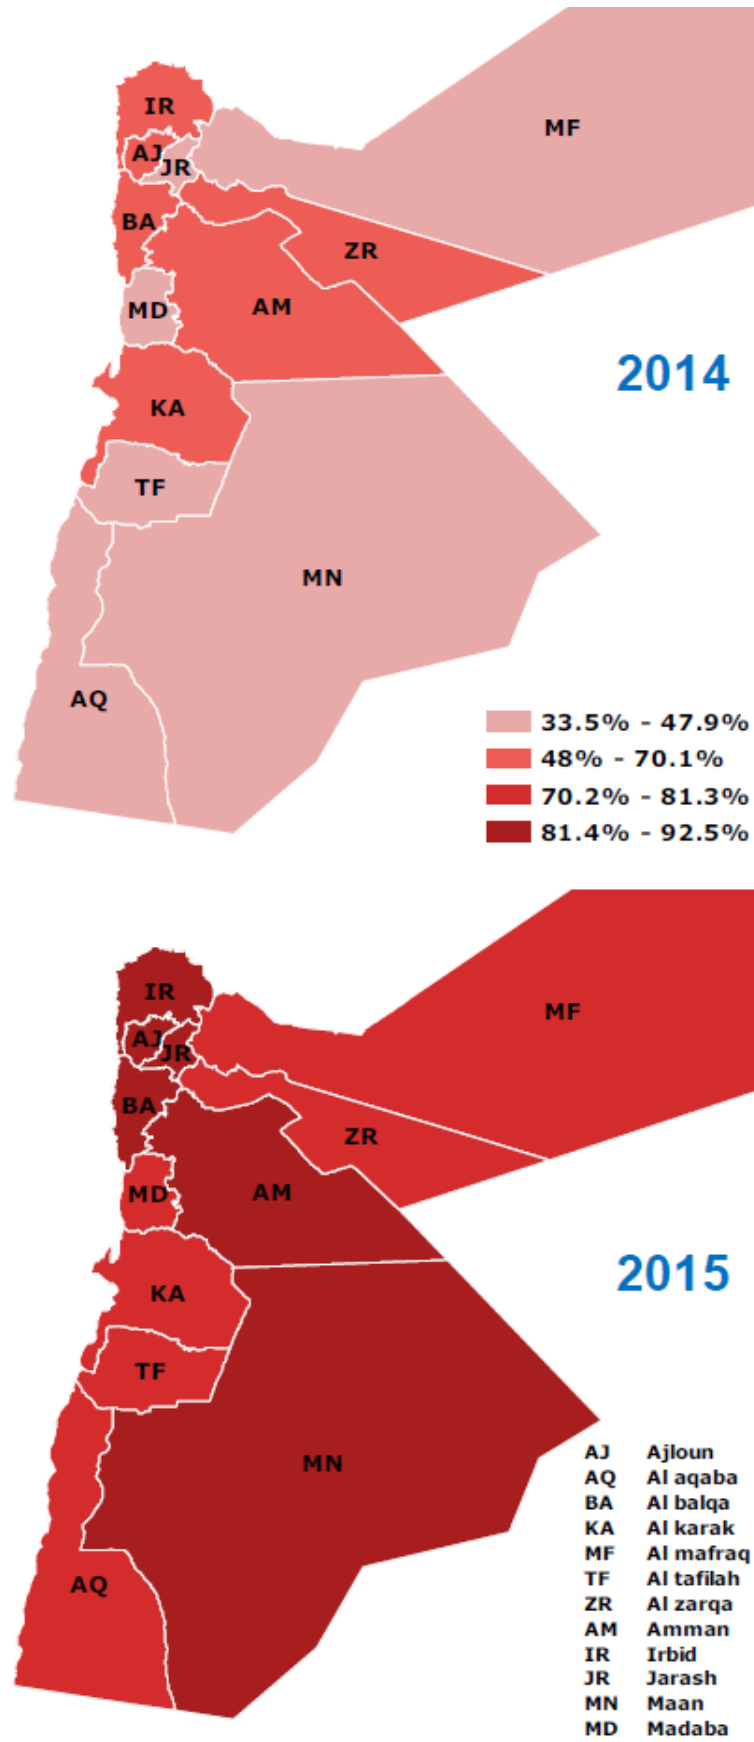 IR
MF
AJ
JR
BA
ZR
MD
AM
2014
KA
TF
MN
AQ
33.5% - 47.9%
48% - 70.1%
70.2% - 81.3%
81.4% - 92.5%
IR
MF
AJ
JR
BA
ZR
MD
AM
2015
KA
TF
MN
AQ
AJ Ajloun
AQ Al aqaba
BA Al balqa
KA Al karak
MF Al mafraq
TF Al tafilah
ZR Al zarqa
AM Amman
IR Irbid
JR Jarash
MN Maan
MD Madaba